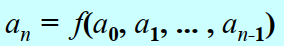 aₙ = f(a₀, a₁, ... , aₙ₋₁)